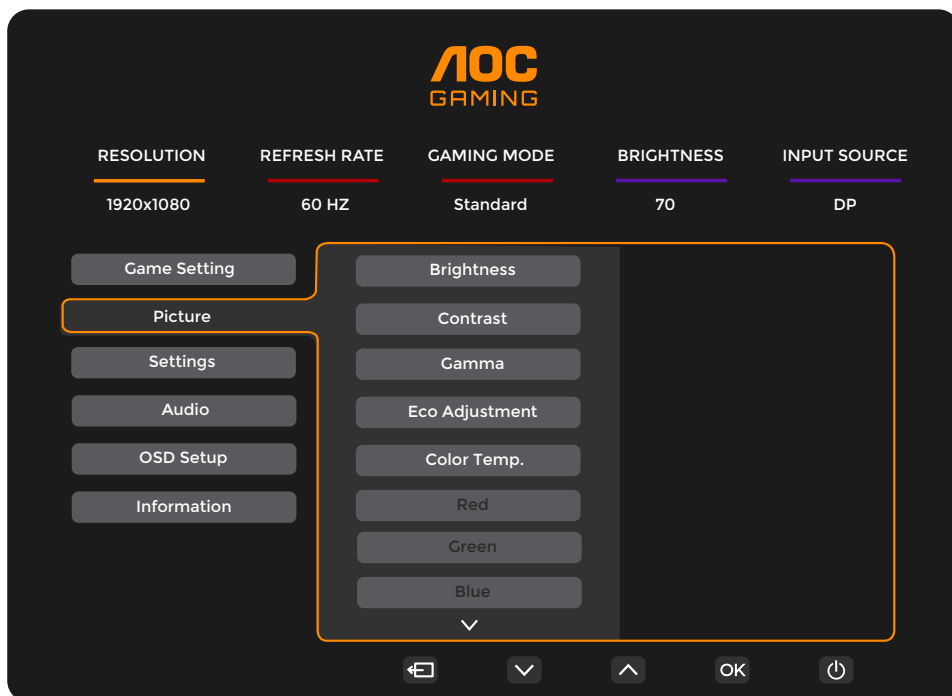 AOC
GAMING
RESOLUTION REFRESH RATE GAMING MODE BRIGHTNESS INPUT SOURCE
1920x1080 60 HZ Standard 70 DP
Game Setting
Picture
Settings
Audio
OSD Setup
Information
Brightness
Contrast
Gamma
Eco Adjustment
Color Temp.
Red
Green
Blue
OK